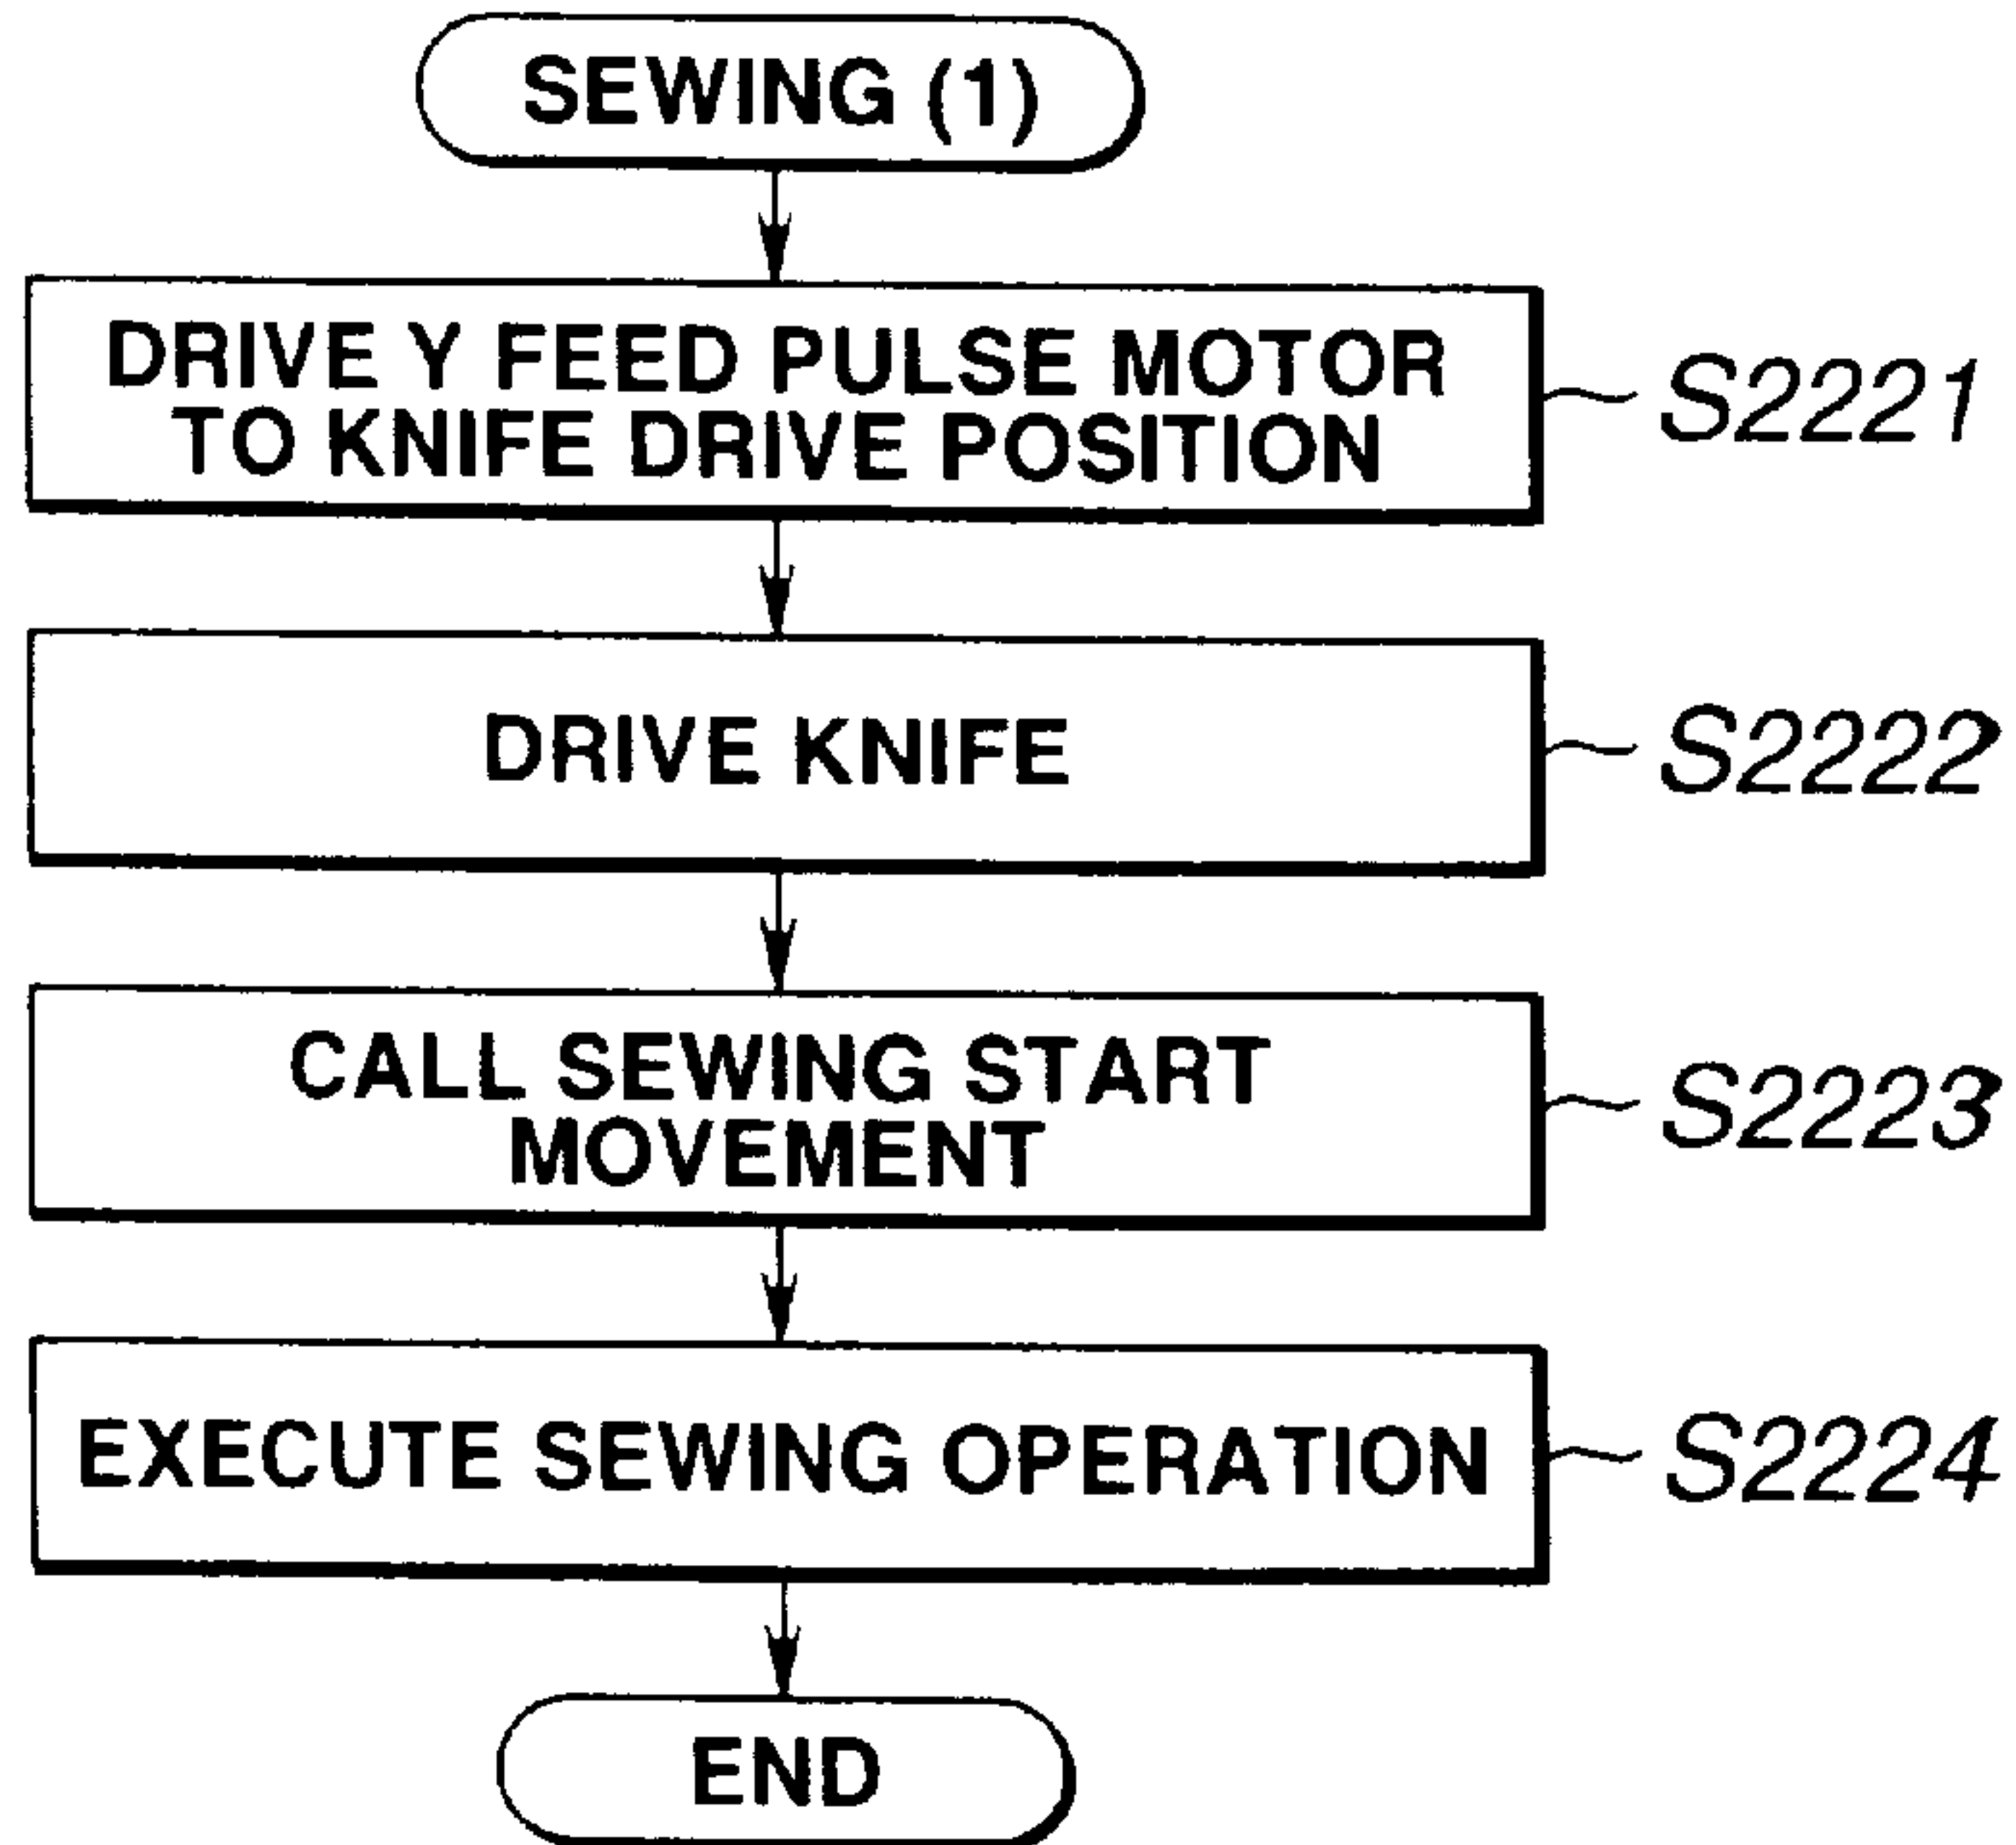 SEWING (1)
DRIVE Y FEED PULSE MOTOR
TO KNIFE DRIVE POSITION
S2221
DRIVE KNIFE
S2222
CALL SEWING START
MOVEMENT
S2223
EXECUTE SEWING OPERATION
S2224
END